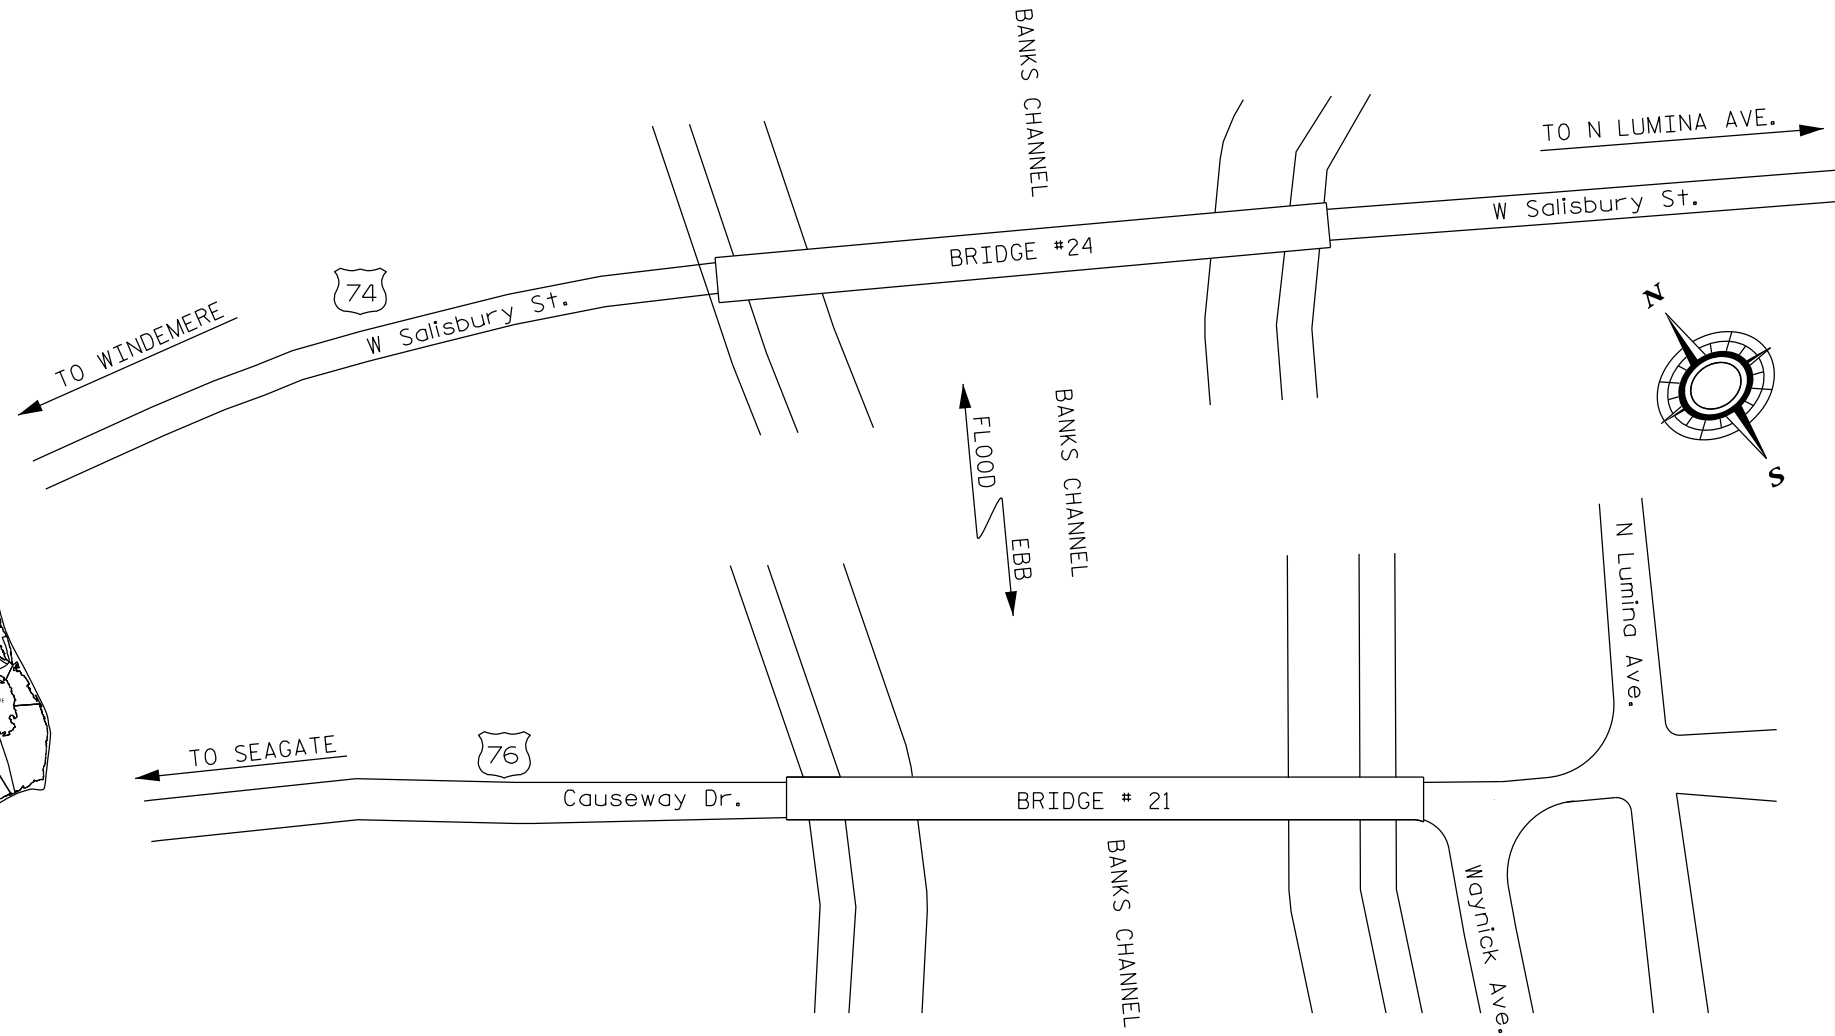 BANKS CHANNEL
TO N LUMINA AVE.
W Salisbury St.
BRIDGE #24
74
W Salisbury St.
TO WINDEMERE
N
S
FLOOD
EBB
BANKS CHANNEL
N Lumina Ave.
TO SEAGATE
76
Causeway Dr.
BRIDGE # 21
BANKS CHANNEL
Waynick Ave.